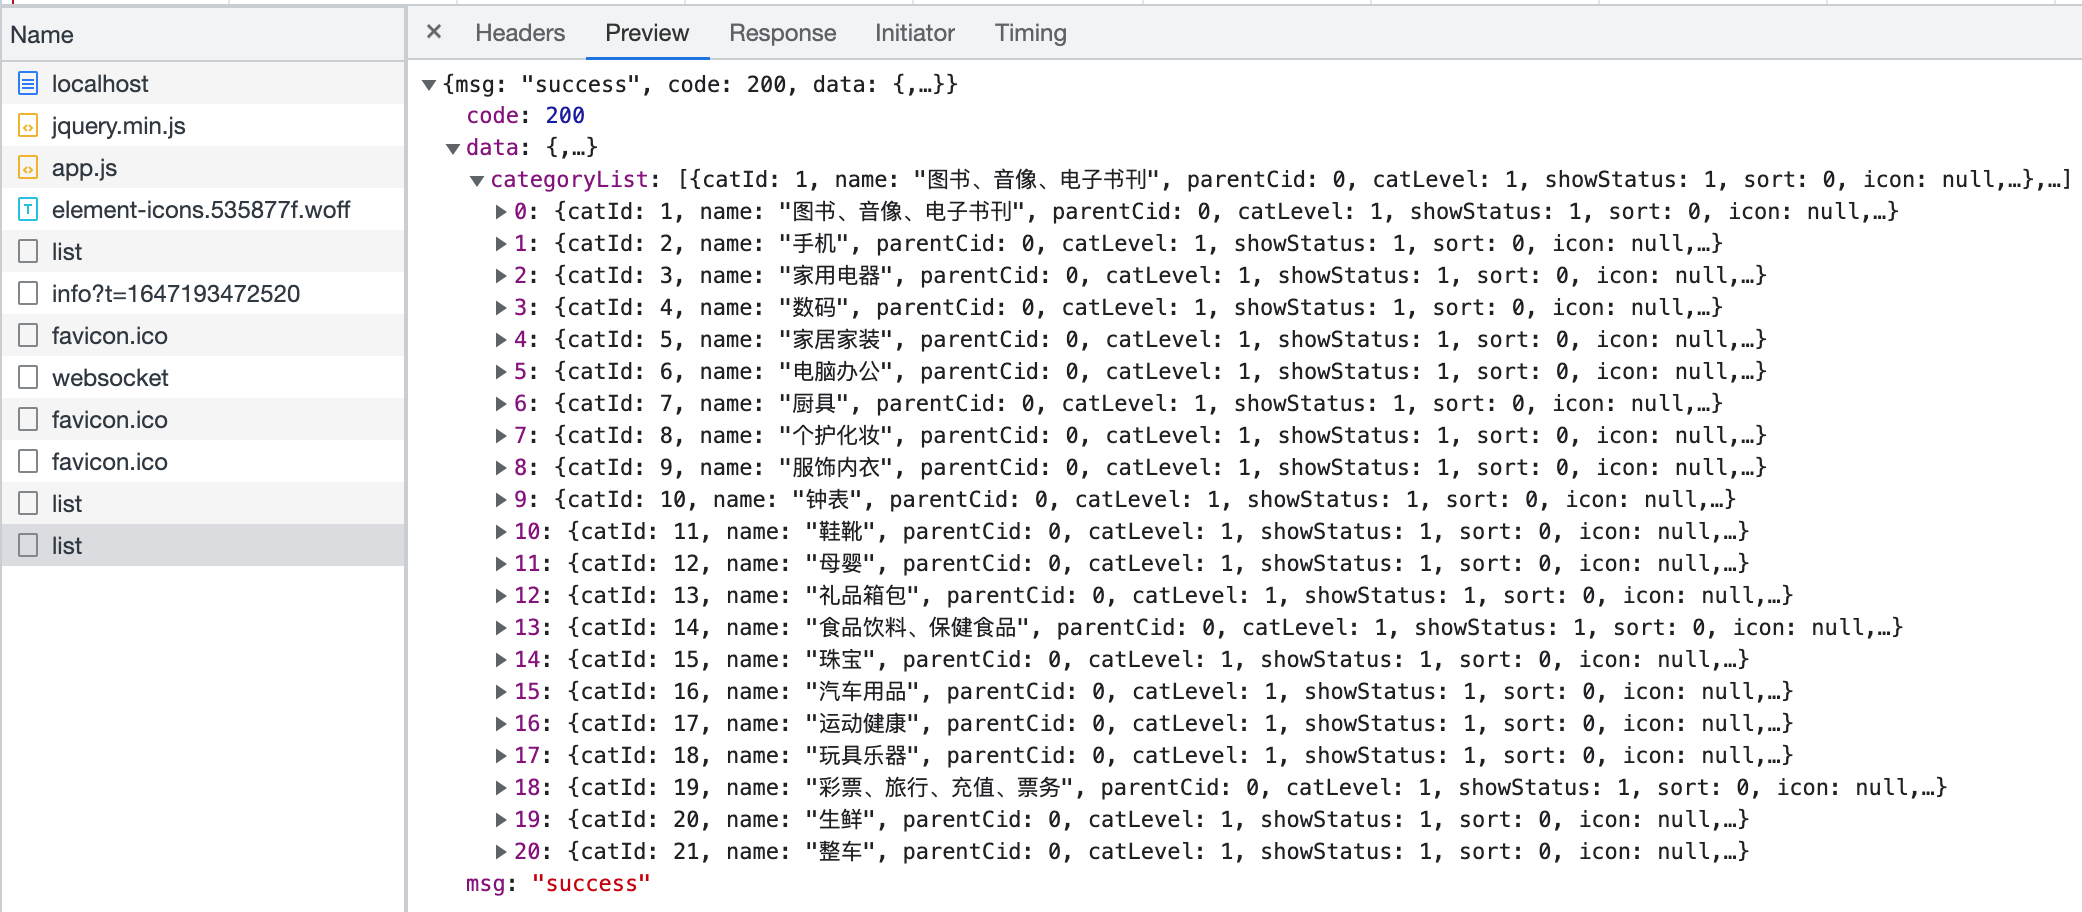 Name
localhost
jquery.min.js
app.js
element-icons.535877f.woff
list
info?t=1647193472520
favicon.ico
websocket
favicon.ico
favicon.ico
list
list
× Headers Preview Response Initiator Timing
{msg: "success", code: 200, data: {,…}}
code: 200
data: {,…}
categoryList: [{catId: 1, name: "图书、音像、电子书刊", parentCid: 0, catLevel: 1, showStatus: 1, sort: 0, icon: null,…},…]
0: {catId: 1, name: "图书、音像、电子书刊", parentCid: 0, catLevel: 1, showStatus: 1, sort: 0, icon: null,…}
1: {catId: 2, name: "手机", parentCid: 0, catLevel: 1, showStatus: 1, sort: 0, icon: null,…}
2: {catId: 3, name: "家用电器", parentCid: 0, catLevel: 1, showStatus: 1, sort: 0, icon: null,…}
3: {catId: 4, name: "数码", parentCid: 0, catLevel: 1, showStatus: 1, sort: 0, icon: null,…}
4: {catId: 5, name: "家居家装", parentCid: 0, catLevel: 1, showStatus: 1, sort: 0, icon: null,…}
5: {catId: 6, name: "电脑办公", parentCid: 0, catLevel: 1, showStatus: 1, sort: 0, icon: null,…}
6: {catId: 7, name: "厨具", parentCid: 0, catLevel: 1, showStatus: 1, sort: 0, icon: null,…}
7: {catId: 8, name: "个护化妆", parentCid: 0, catLevel: 1, showStatus: 1, sort: 0, icon: null,…}
8: {catId: 9, name: "服饰内衣", parentCid: 0, catLevel: 1, showStatus: 1, sort: 0, icon: null,…}
9: {catId: 10, name: "钟表", parentCid: 0, catLevel: 1, showStatus: 1, sort: 0, icon: null,…}
10: {catId: 11, name: "鞋靴", parentCid: 0, catLevel: 1, showStatus: 1, sort: 0, icon: null,…}
11: {catId: 12, name: "母婴", parentCid: 0, catLevel: 1, showStatus: 1, sort: 0, icon: null,…}
12: {catId: 13, name: "礼品箱包", parentCid: 0, catLevel: 1, showStatus: 1, sort: 0, icon: null,…}
13: {catId: 14, name: "食品饮料、保健食品", parentCid: 0, catLevel: 1, showStatus: 1, sort: 0, icon: null,…}
14: {catId: 15, name: "珠宝", parentCid: 0, catLevel: 1, showStatus: 1, sort: 0, icon: null,…}
15: {catId: 16, name: "汽车用品", parentCid: 0, catLevel: 1, showStatus: 1, sort: 0, icon: null,…}
16: {catId: 17, name: "运动健康", parentCid: 0, catLevel: 1, showStatus: 1, sort: 0, icon: null,…}
17: {catId: 18, name: "玩具乐器", parentCid: 0, catLevel: 1, showStatus: 1, sort: 0, icon: null,…}
18: {catId: 19, name: "彩票、旅行、充值、票务", parentCid: 0, catLevel: 1, showStatus: 1, sort: 0, icon: null,…}
19: {catId: 20, name: "生鲜", parentCid: 0, catLevel: 1, showStatus: 1, sort: 0, icon: null,…}
20: {catId: 21, name: "整车", parentCid: 0, catLevel: 1, showStatus: 1, sort: 0, icon: null,…}
msg: "success"